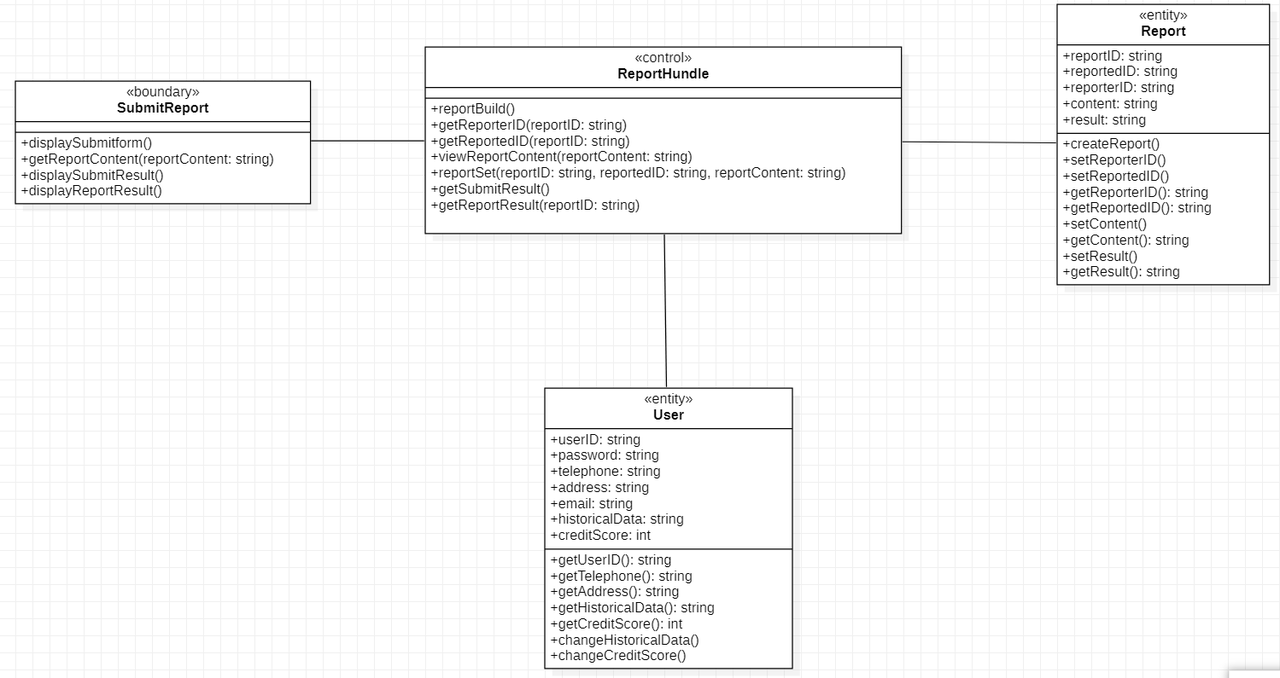 «boundary»
SubmitReport
+displaySubmitform()
+getReportContent(reportContent: string)
+displaySubmitResult()
+displayReportResult()
«control»
ReportHundle
+reportBuild()
+getReporterID(reportID: string)
+getReportedID(reportID: string)
+viewReportContent(reportContent: string)
+reportSet(reportID: string, reportedID: string, reportContent: string)
+getSubmitResult()
+getReportResult(reportID: string)
«entity»
Report
+reportID: string
+reportedID: string
+reporterID: string
+content: string
+result: string
+createReport()
+setReporterID()
+setReportedID()
+getReporterID(): string
+getReportedID(): string
+setContent()
+getContent(): string
+setResult()
+getResult(): string
«entity»
User
+userID: string
+password: string
+telephone: string
+address: string
+email: string
+historicalData: string
+creditScore: int
+getUserID(): string
+getTelephone(): string
+getAddress(): string
+getHistoricalData(): string
+getCreditScore(): int
+changeHistoricalData()
+changeCreditScore()